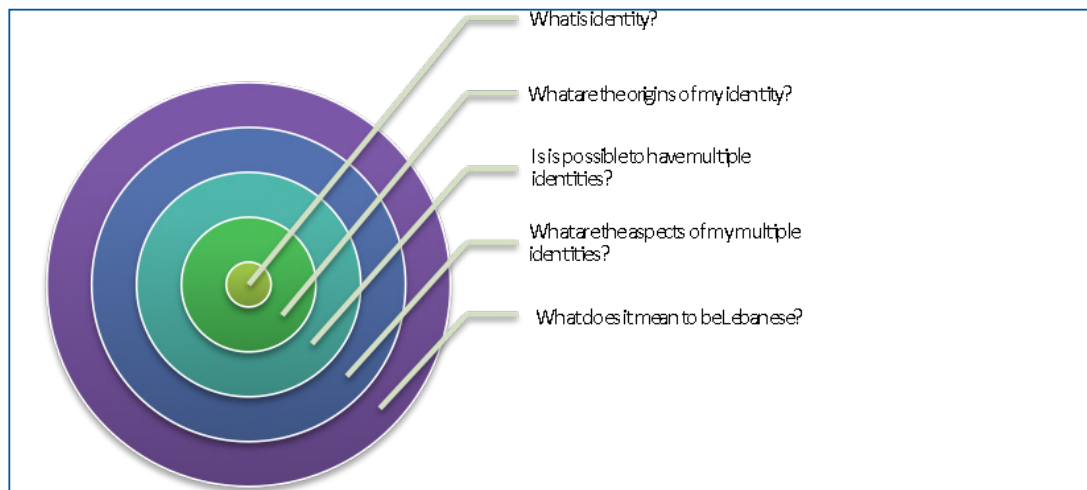 What is identity?
What are the origins of my identity?
Is is possible to have multiple
identities?
What are the aspects of my multiple
identities?
What does it mean to be Lebanese?